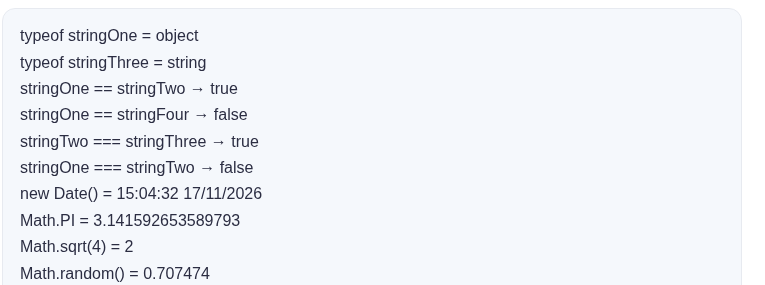 typeof stringOne = object
typeof stringThree = string
stringOne == stringTwo → true
stringOne == stringFour → false
stringTwo === stringThree → true
stringOne === stringTwo → false
new Date() = 15:04:32 17/11/2026
Math.PI = 3.141592653589793
Math.sqrt(4) = 2
Math.random() = 0.707474